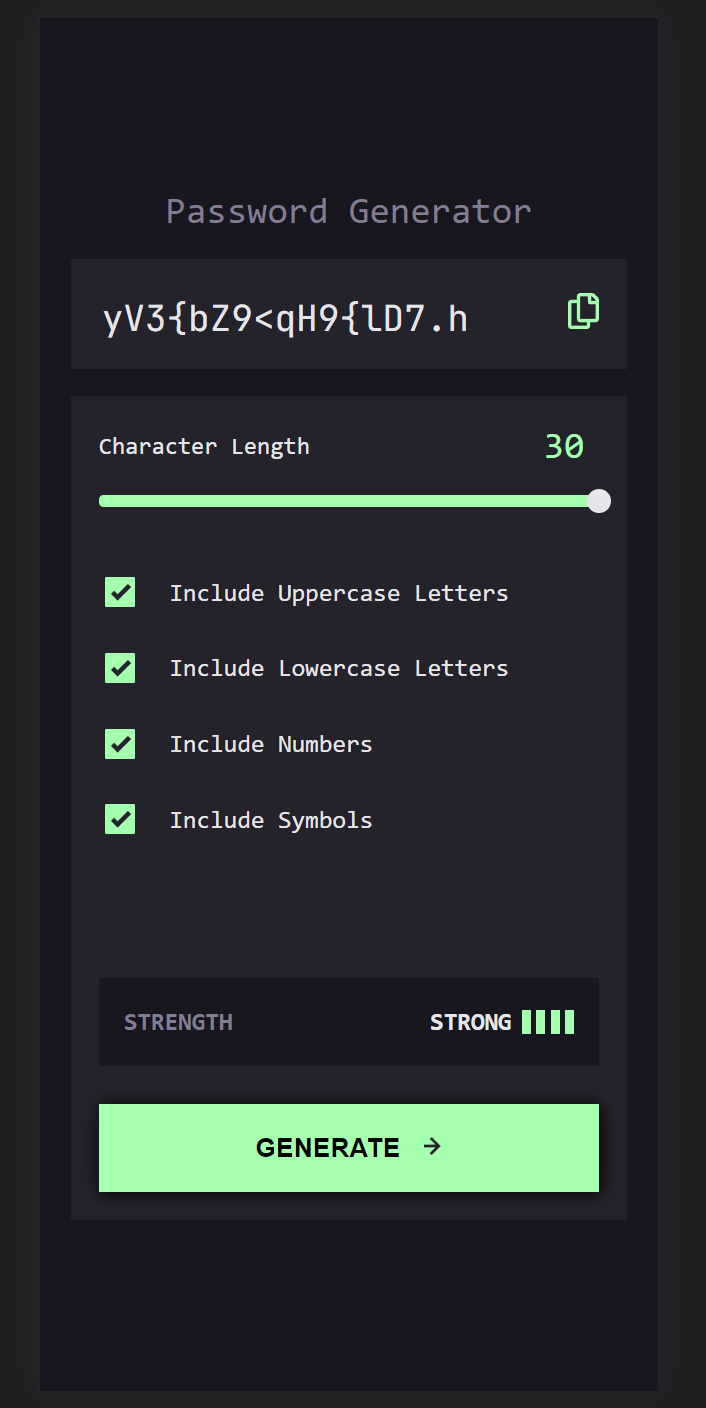 Password Generator
yV3{bZ9<qH9{lD7.h
Character Length 30
Include Uppercase Letters
Include Lowercase Letters
Include Numbers
Include Symbols
STRENGTH STRONG
GENERATE →